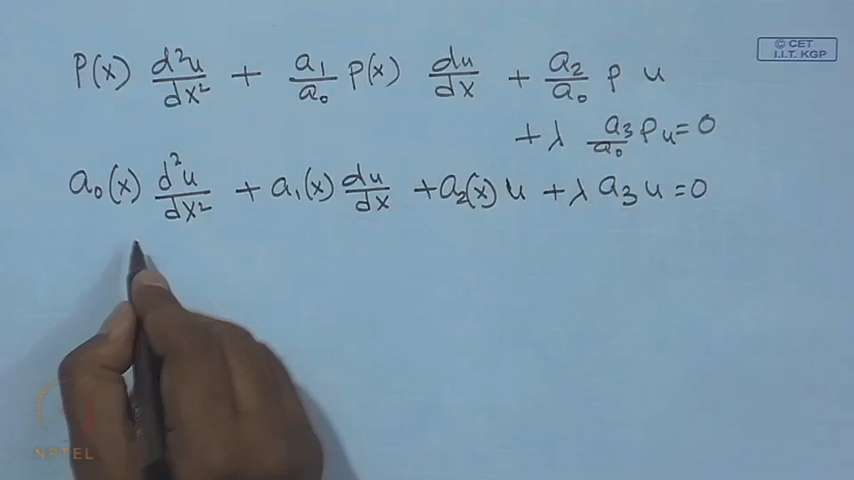 P(x) d²u/dx² + a₁/a₀ P(x) du/dx + a₂/a₀ P u
+ λ a₃/a₀ P u = 0
a₀(x) d²u/dx² + a₁(x) du/dx + a₂(x) u + λ a₃ u = 0
© CET
I.I.T. KGP
NPTEL